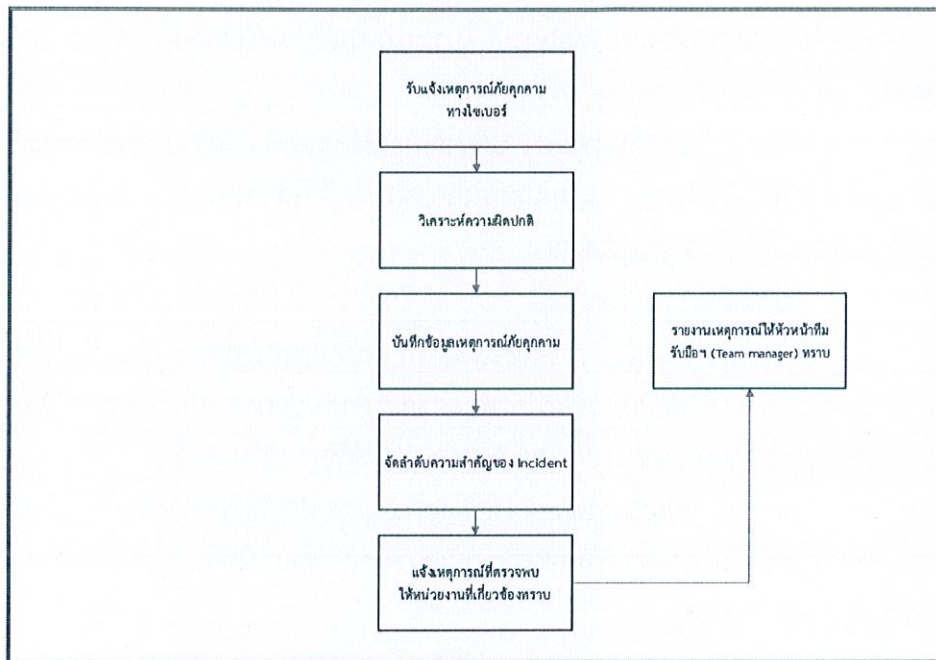 รับแจ้งเหตุการณ์ภัยคุกคาม
ทางไซเบอร์
วิเคราะห์ความผิดปกติ
บันทึกข้อมูลเหตุการณ์ภัยคุกคาม
รายงานเหตุการณ์ให้หัวหน้าทีม
รับมือฯ (Team manager) ทราบ
จัดลำดับความสำคัญของ Incident
แจ้งเหตุการณ์ที่ตรวจพบ
ให้หน่วยงานที่เกี่ยวข้องทราบ